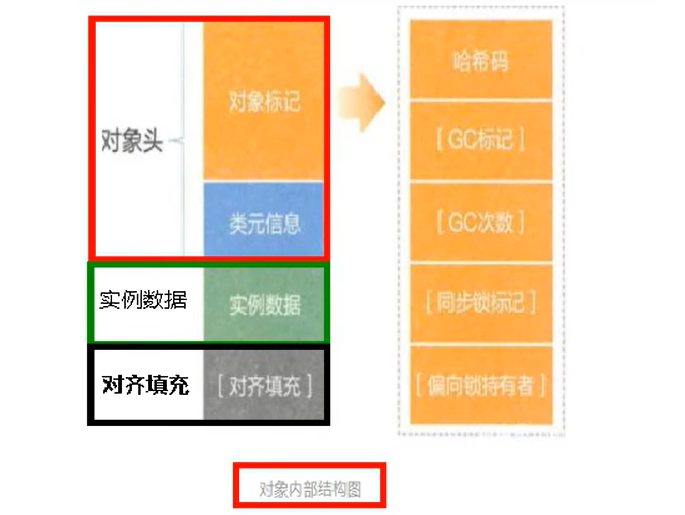 对象头
对象标记
类元信息
实例数据
实例数据
对齐填充
[ 对齐填充 ]
哈希码
[ GC标记 ]
[ GC次数 ]
[ 同步锁标记 ]
[ 偏向锁持有者 ]
对象内部结构图